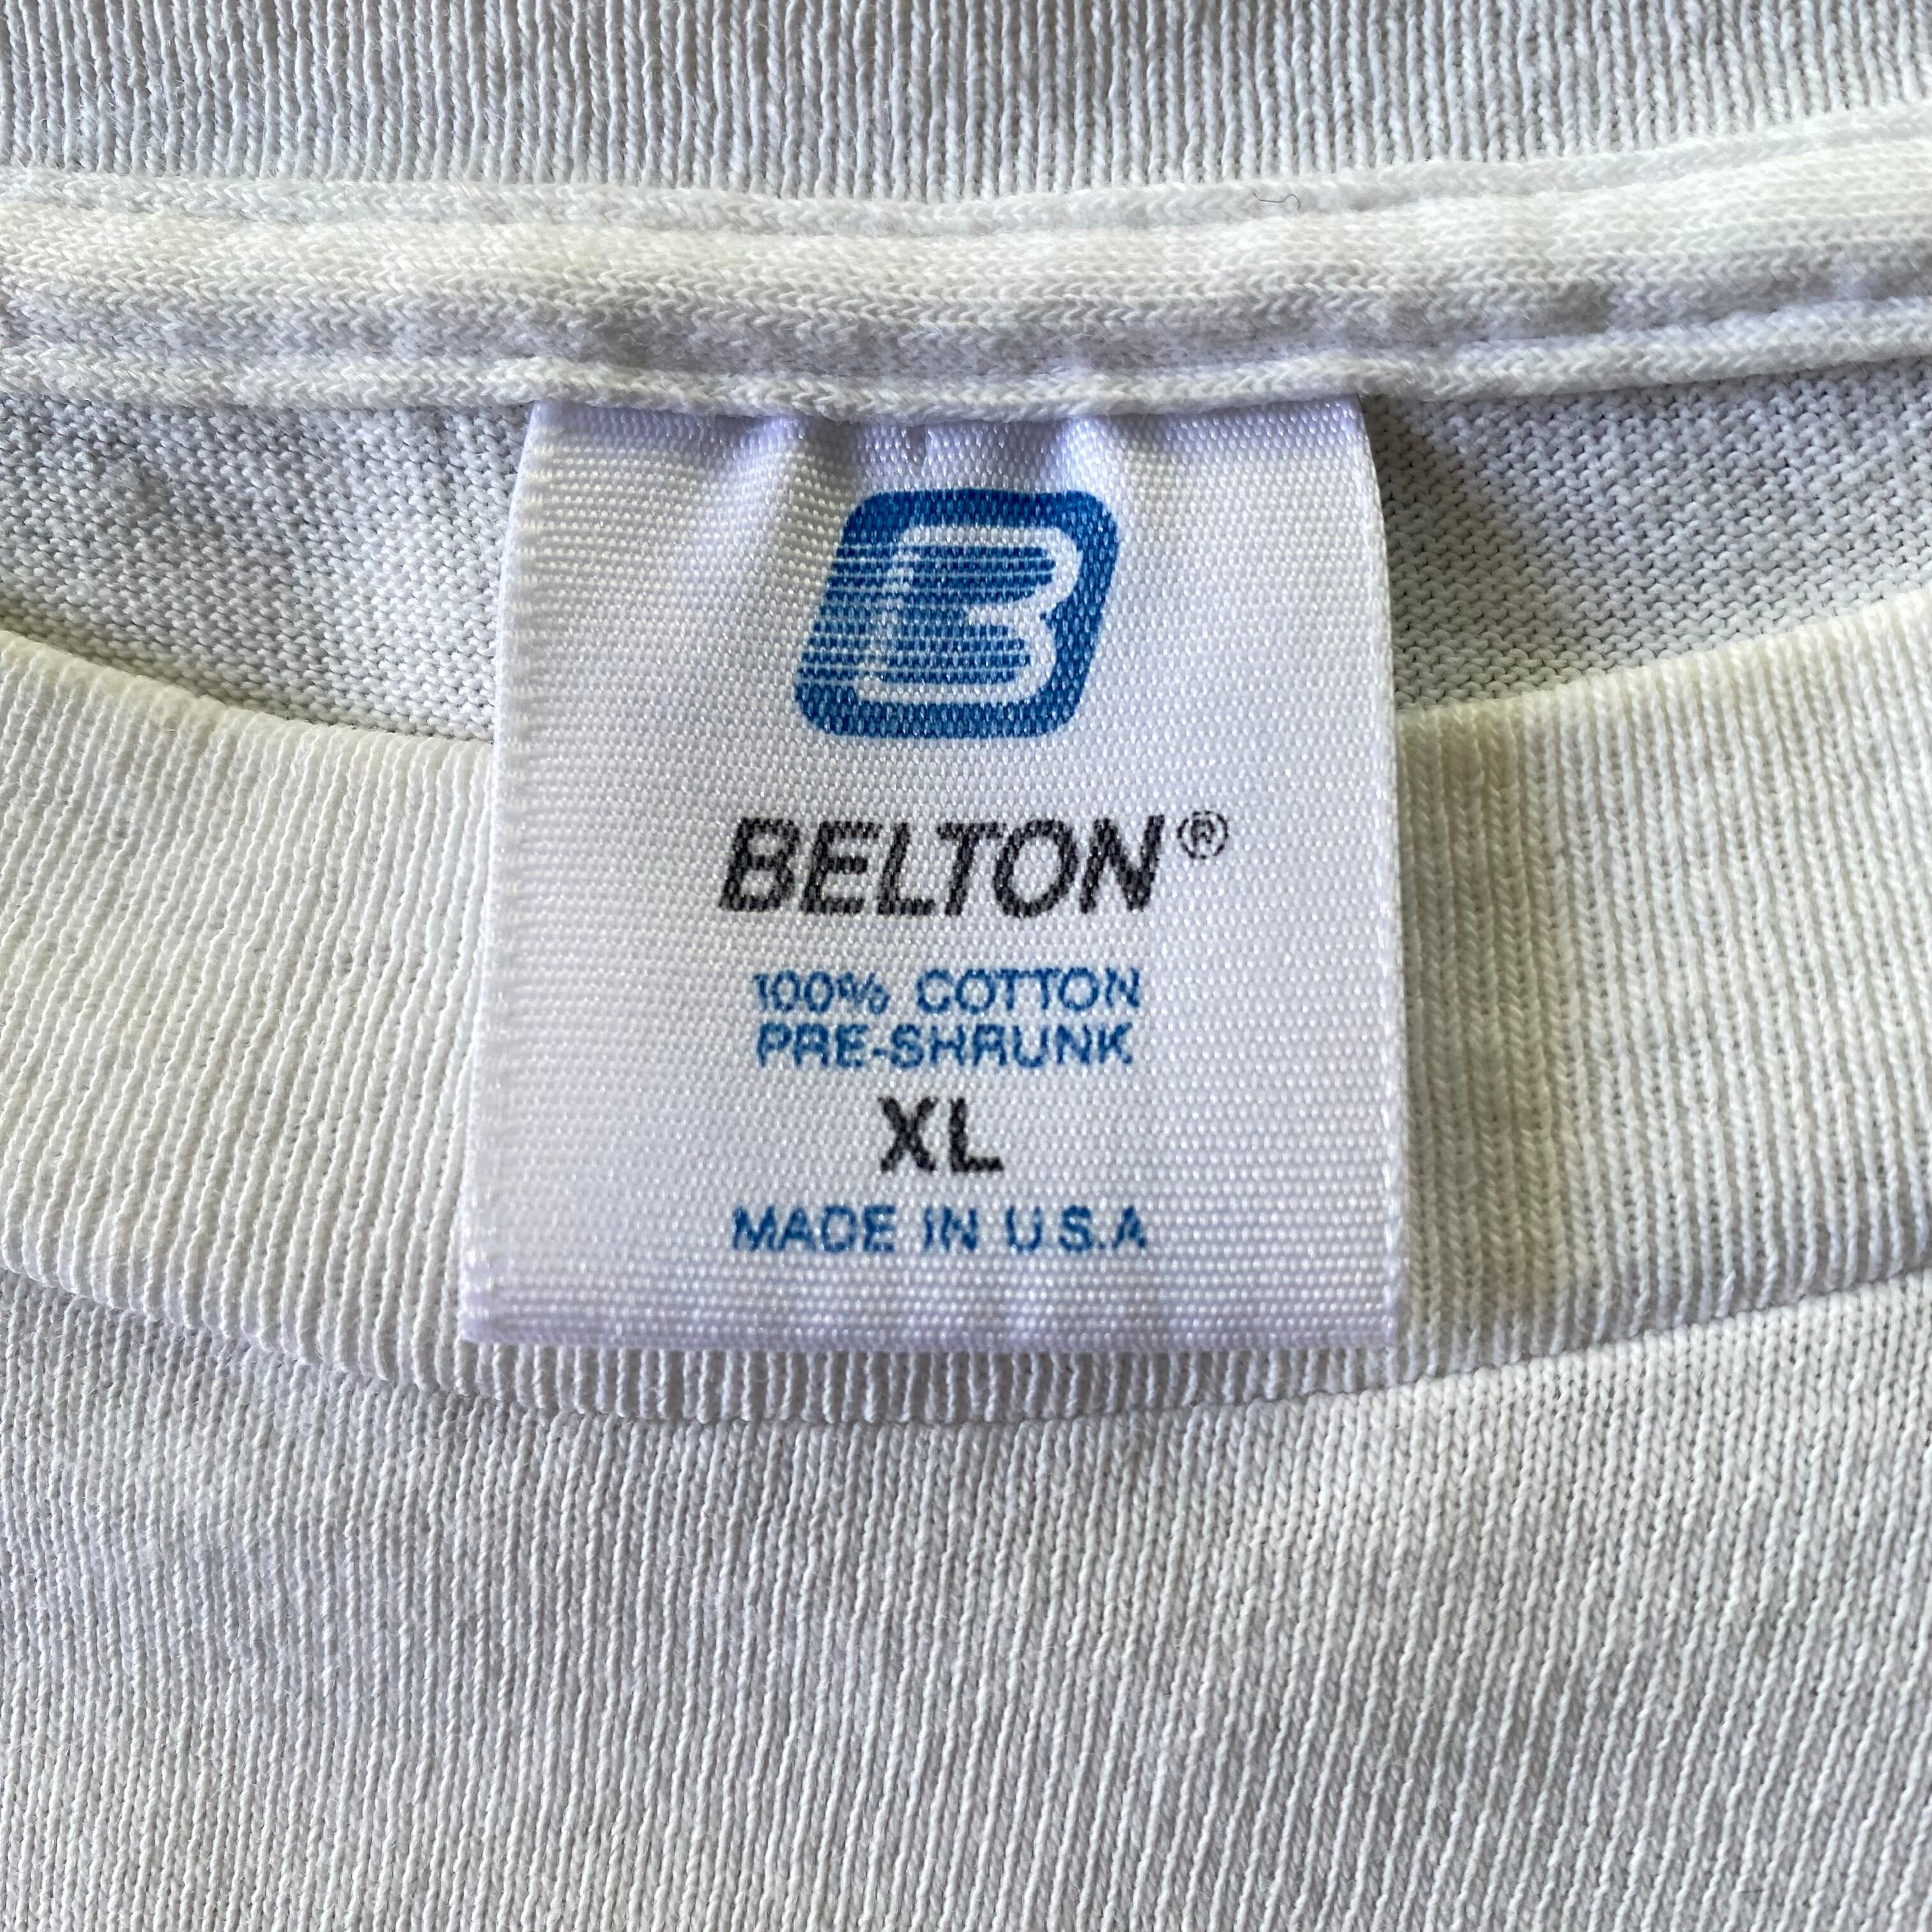 B
BELTON®
100% COTTON
PRE-SHRUNK
XL
MADE IN U.S.A